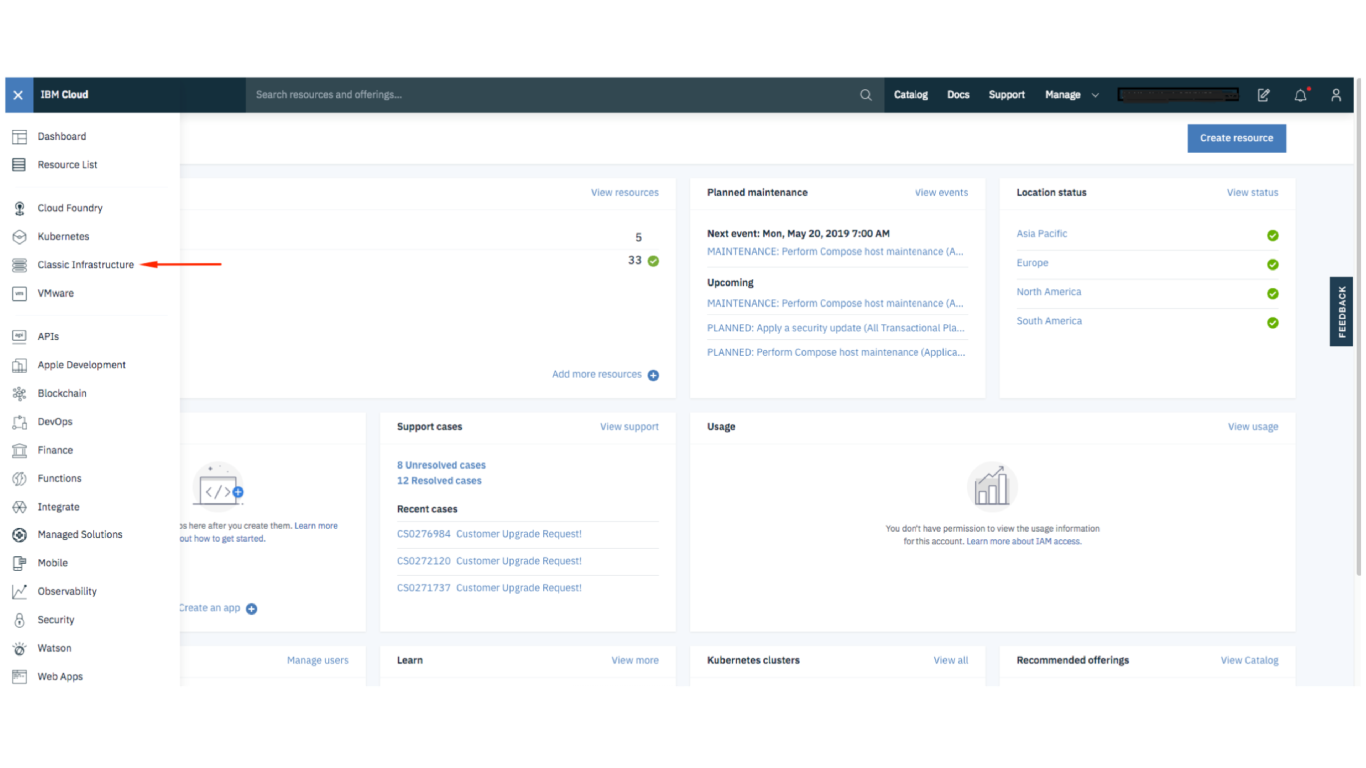 IBM Cloud
Search resources and offerings...
Catalog
Docs
Support
Manage
Dashboard
Resource List
Cloud Foundry
Kubernetes
Classic Infrastructure
VMware
APIs
Apple Development
Blockchain
DevOps
Finance
Functions
Integrate
Managed Solutions
Mobile
Observability
Security
Watson
Web Apps
Create resource
View resources
5
33
Add more resources
Planned maintenance
View events
Next event: Mon, May 20, 2019 7:00 AM
MAINTENANCE: Perform Compose host maintenance (A...
Upcoming
MAINTENANCE: Perform Compose host maintenance (A...
PLANNED: Apply a security update (All Transactional Pla...
PLANNED: Perform Compose host maintenance (Applica...
Location status
View status
Asia Pacific
Europe
North America
South America
FEEDBACK
here after you create them. Learn more
how to get started.
Create an app
Support cases
View support
8 Unresolved cases
12 Resolved cases
Recent cases
CS0276984 Customer Upgrade Request!
CS0272120 Customer Upgrade Request!
CS0271737 Customer Upgrade Request!
Usage
View usage
You don't have permission to view the usage information
for this account. Learn more about IAM access.
Manage users
Learn
View more
Kubernetes clusters
View all
Recommended offerings
View Catalog